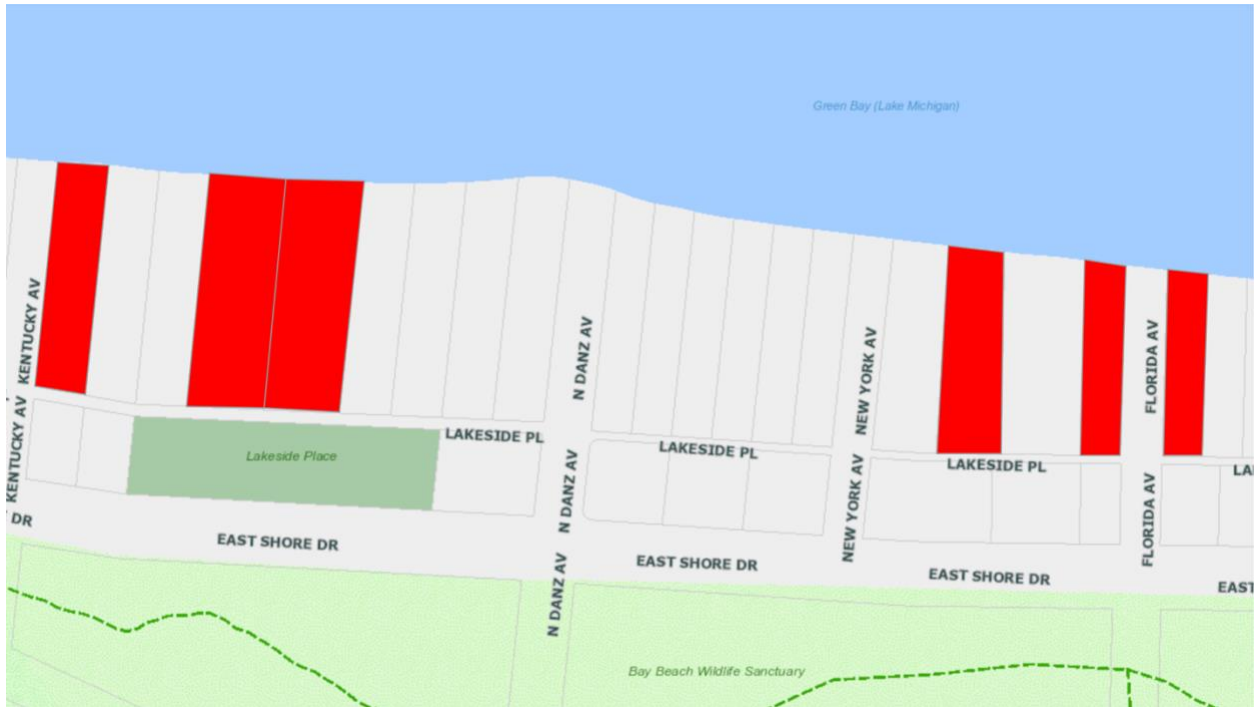 Green Bay (Lake Michigan)
KENTUCKY AV
N DANZ AV
NEW YORK AV
FLORIDA AV
KENTUCKY AV
LAKESIDE PL
N DANZ AV
LAKESIDE PL
NEW YORK AV
LAKESIDE PL
FLORIDA AV
LA
Lakeside Place
DR
EAST SHORE DR
EAST SHORE DR
EAST SHORE DR
EAST
N DANZ AV
Bay Beach Wildlife Sanctuary